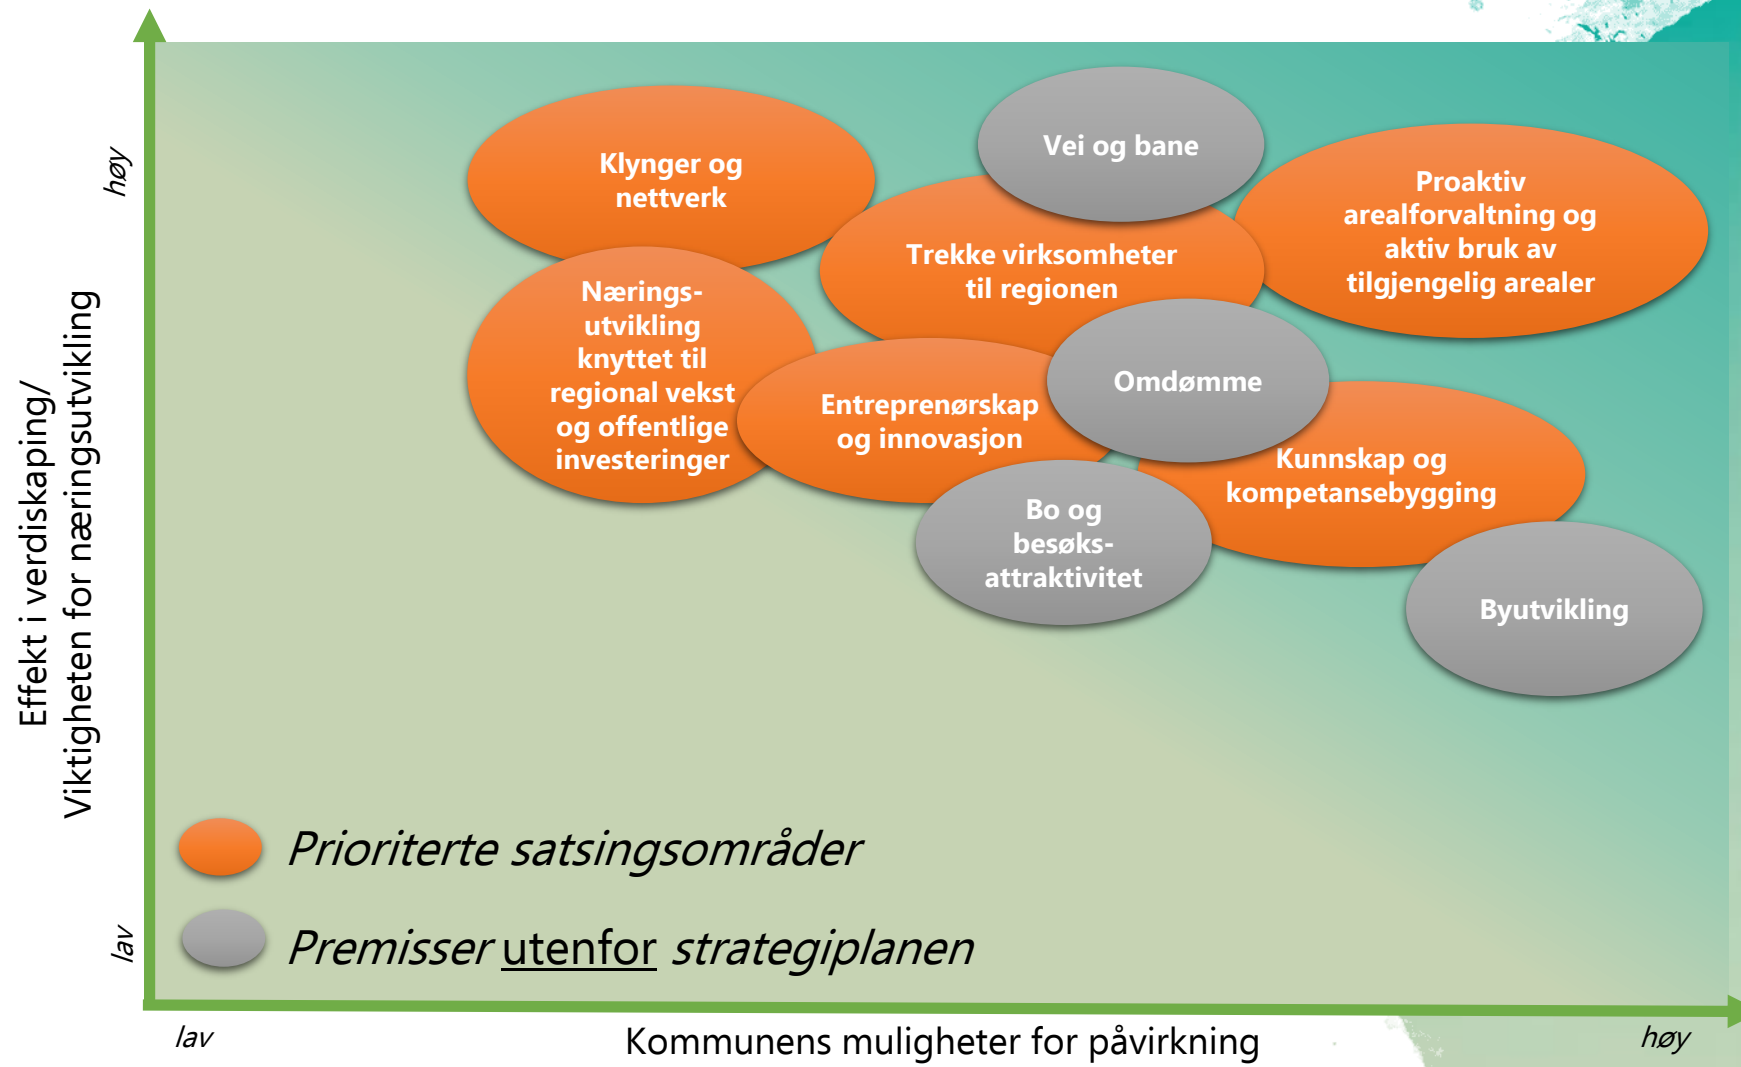 høy
Effekt i verdiskaping/
Viktigheten for næringsutvikling
lav
Klynger og
nettverk
Vei og bane
Proaktiv
arealforvaltning og
aktiv bruk av
tilgjengelig arealer
Trekke virksomheter
til regionen
Nærings-
utvikling
knyttet til
regional vekst
og offentlige
investeringer
Omdømme
Entreprenørskap
og innovasjon
Kunnskap og
kompetansebygging
Bo og
besøks-
attraktivitet
Byutvikling
Prioriterte satsingsområder
Premisser utenfor strategiplanen
lav
Kommunens muligheter for påvirkning
høy